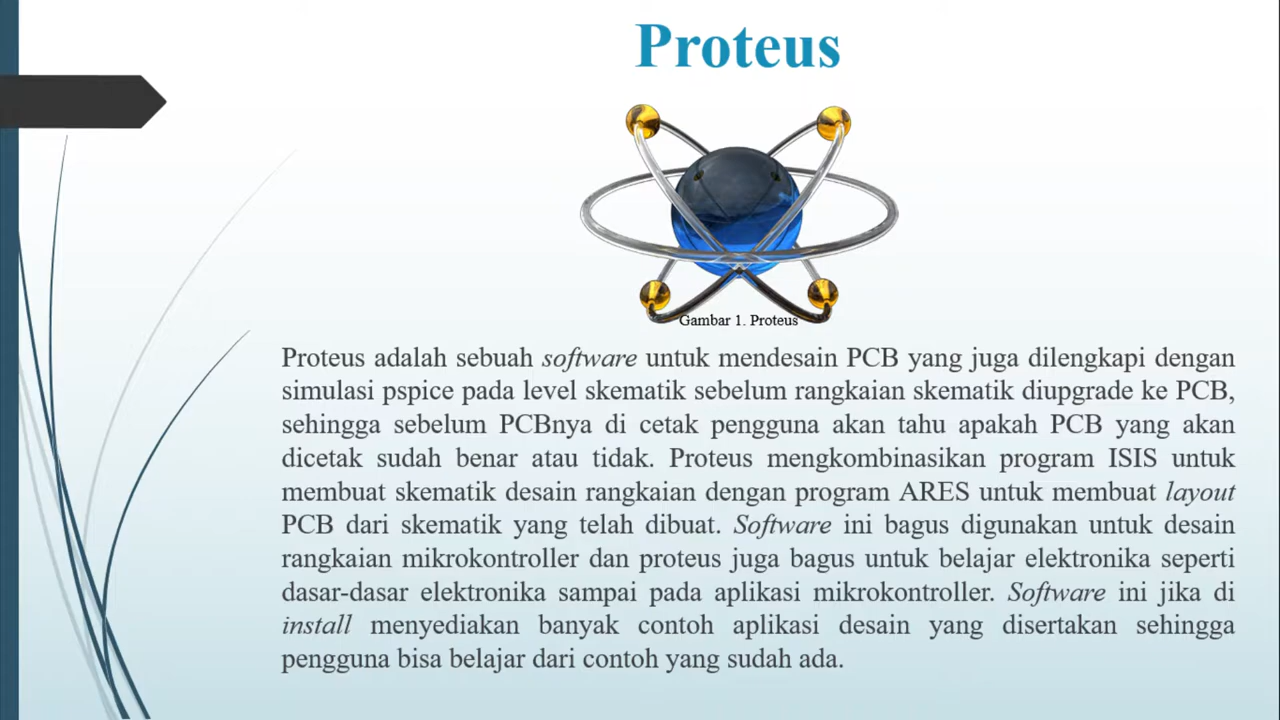 Proteus
Gambar 1. Proteus
Proteus adalah sebuah software untuk mendesain PCB yang juga dilengkapi dengan
simulasi pspice pada level skematik sebelum rangkaian skematik diupgrade ke PCB,
sehingga sebelum PCBnya di cetak pengguna akan tahu apakah PCB yang akan
dicetak sudah benar atau tidak. Proteus mengkombinasikan program ISIS untuk
membuat skematik desain rangkaian dengan program ARES untuk membuat layout
PCB dari skematik yang telah dibuat. Software ini bagus digunakan untuk desain
rangkaian mikrokontroller dan proteus juga bagus untuk belajar elektronika seperti
dasar-dasar elektronika sampai pada aplikasi mikrokontroller. Software ini jika di
install menyediakan banyak contoh aplikasi desain yang disertakan sehingga
pengguna bisa belajar dari contoh yang sudah ada.